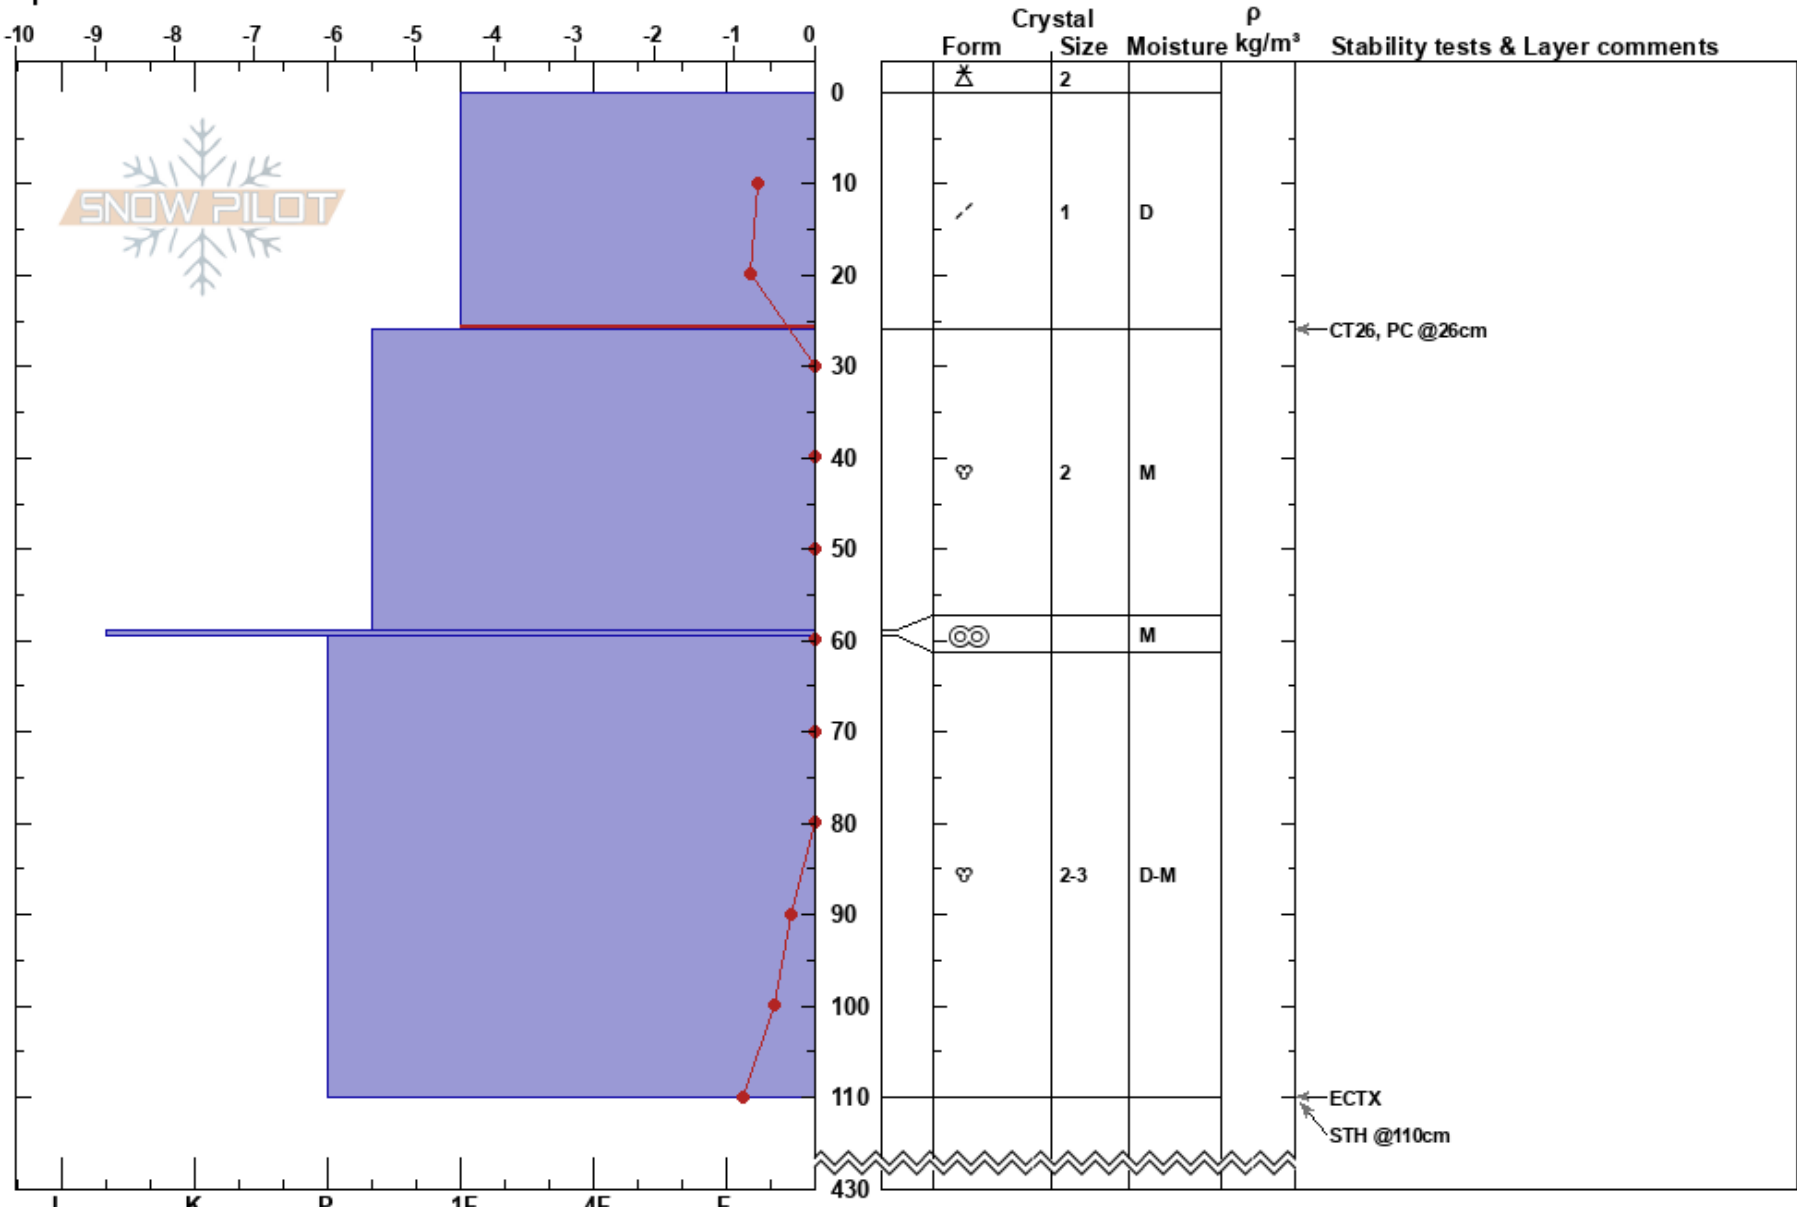 Crystal ρ
-10 -9 -8 -7 -6 -5 -4 -3 -2 -1 0 Form Size Moisture kg/m³ Stability tests & Layer comments
2
0
SNOW PILOT
10
1 D
20
CT26, PC @26cm
30
40
2 M
50
60 M
70
80
2-3 D-M
90
100
110 ECTX
STH @110cm
430
I K P 1F 4F F